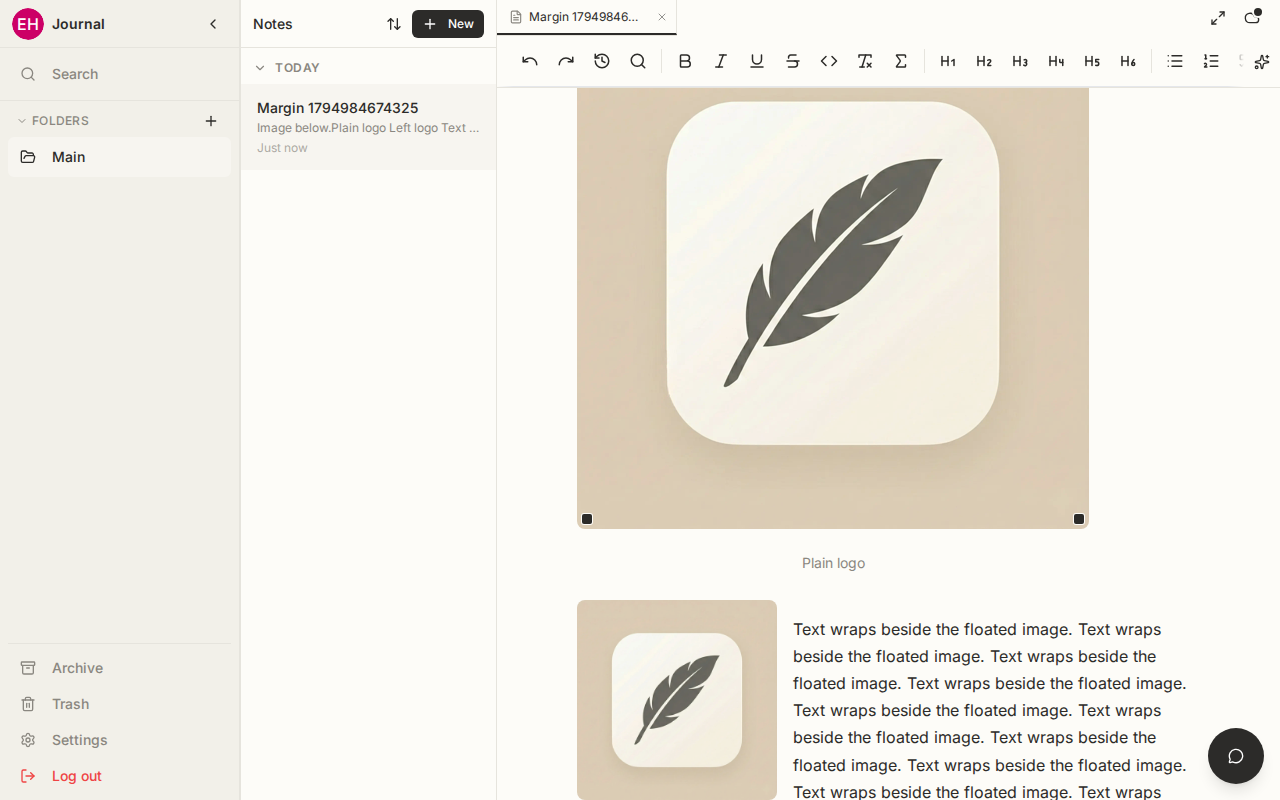 EH
Journal
Search
FOLDERS
Main
Archive
Trash
Settings
Log out
Notes
New
TODAY
Margin 1794984674325
Image below.Plain logo Left logo Text ...
Just now
Margin 17949846...
B I U S H1 H2 H3 H4 H5 H6
Plain logo
Text wraps beside the floated image. Text wraps
beside the floated image. Text wraps beside the
floated image. Text wraps beside the floated image.
Text wraps beside the floated image. Text wraps
beside the floated image. Text wraps beside the
floated image. Text wraps beside the floated image.
Text wraps beside the floated image. Text wraps